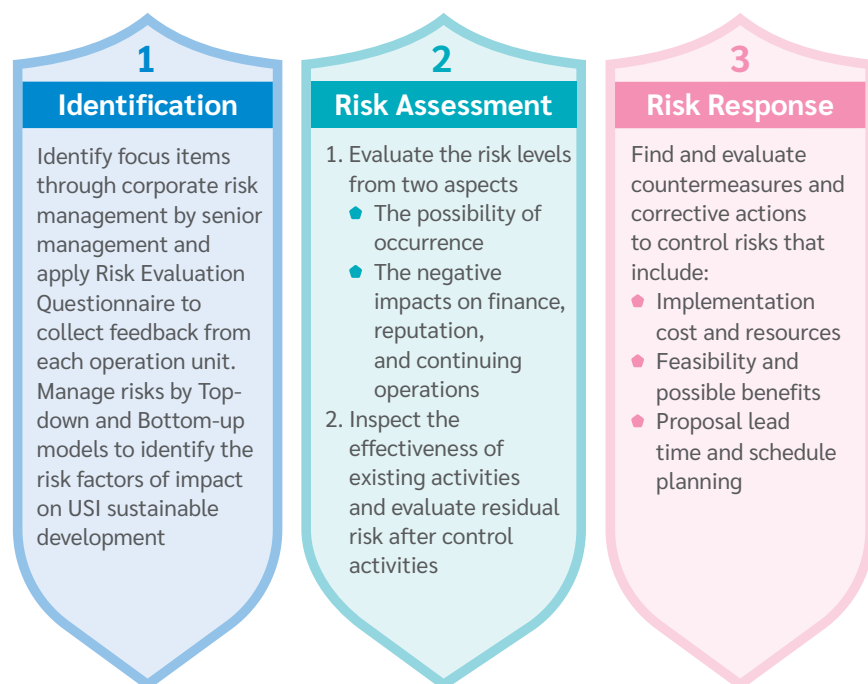 1
Identification
Identify focus items
through corporate risk
management by senior
management and
apply Risk Evaluation
Questionnaire to
collect feedback from
each operation unit.
Manage risks by Top-
down and Bottom-up
models to identify the
risk factors of impact
on USI sustainable
development
2
Risk Assessment
1. Evaluate the risk levels
from two aspects
The possibility of
occurrence
The negative
impacts on finance,
reputation,
and continuing
operations
2. Inspect the
effectiveness of
existing activities
and evaluate residual
risk after control
activities
3
Risk Response
Find and evaluate
countermeasures and
corrective actions
to control risks that
include:
Implementation
cost and resources
Feasibility and
possible benefits
Proposal lead
time and schedule
planning